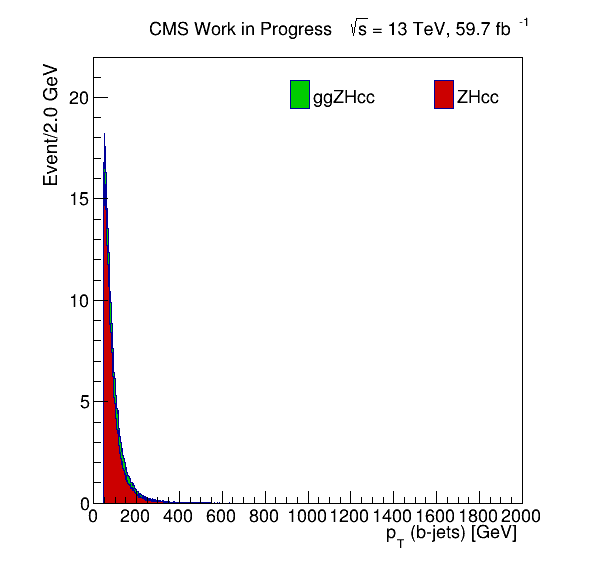 CMS Work in Progress √s = 13 TeV, 59.7 fb⁻¹
Event/2.0 GeV
ggZHcc ZHcc
20
15
10
5
0
0 200 400 600 800 1000 1200 1400 1600 1800 2000
p_T (b-jets) [GeV]